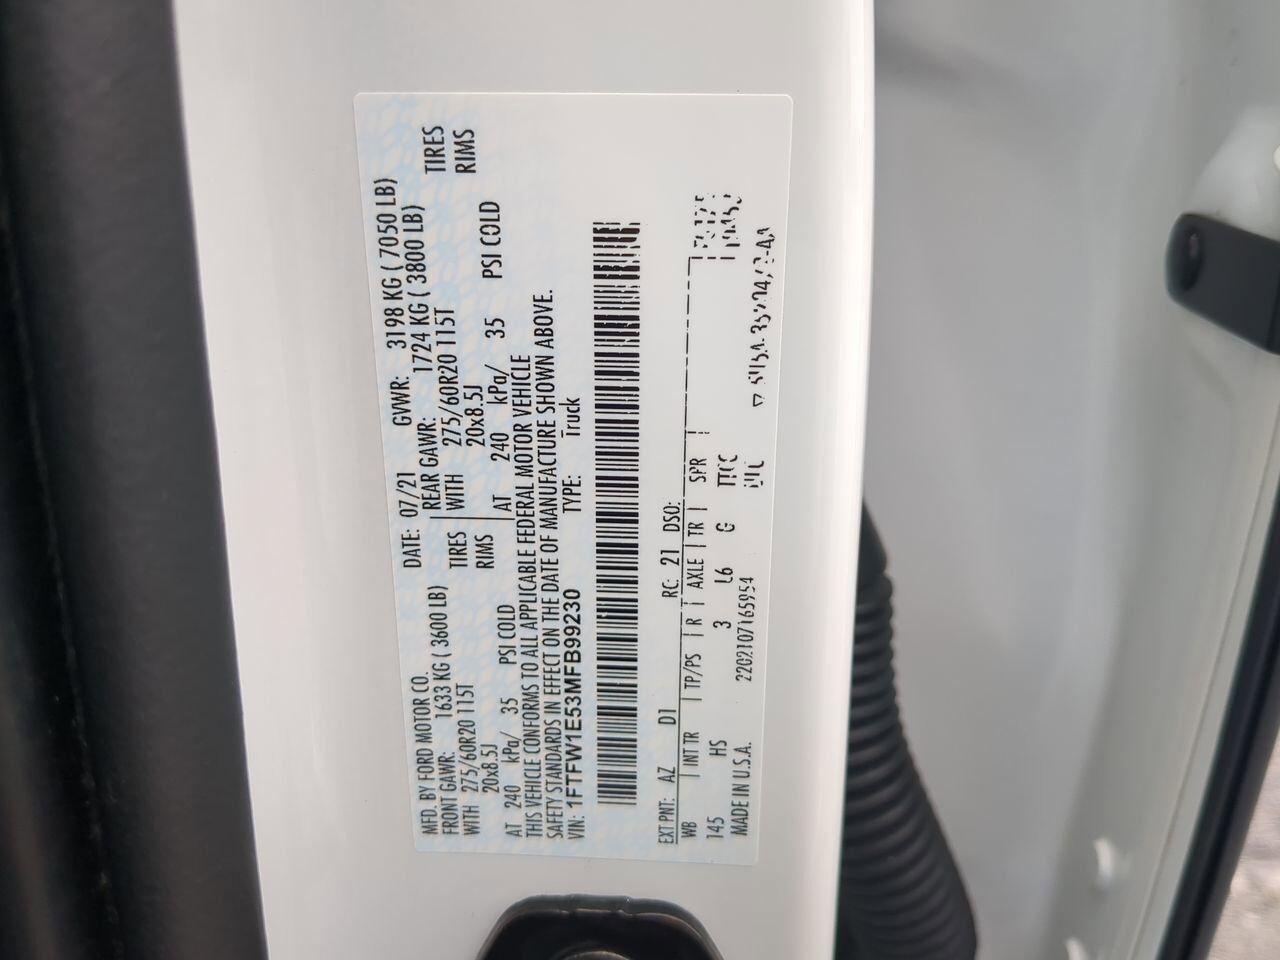 MFD. BY FORD MOTOR CO.
DATE: 07/21 GVWR: 3198 KG ( 7050 LB)
FRONT GAWR: 1633 KG ( 3600 LB) REAR GAWR: 1724 KG ( 3800 LB)
WITH 275/60R20 115T TIRES WITH 275/60R20 115T TIRES
20x8.5J RIMS 20x8.5J RIMS
AT 240 kPa/ 35 PSI COLD AT 240 kPa/ 35 PSI COLD
THIS VEHICLE CONFORMS TO ALL APPLICABLE FEDERAL MOTOR VEHICLE
SAFETY STANDARDS IN EFFECT ON THE DATE OF MANUFACTURE SHOWN ABOVE.
VIN: 1FTFW1E53MFB99230 TYPE: Truck
EXT PNT: AZ D1 RC: 21 DSO:
WB INT TR TP/PS R AXLE TR SPR
145 HS 3 L6 G
MADE IN U.S.A. 2202107165954